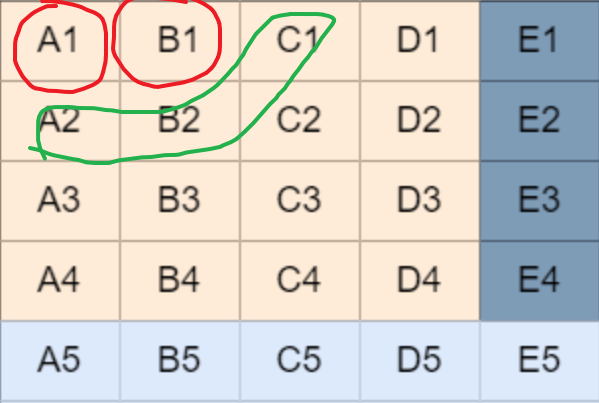 A1 B1 C1 D1 E1
A2 B2 C2 D2 E2
A3 B3 C3 D3 E3
A4 B4 C4 D4 E4
A5 B5 C5 D5 E5